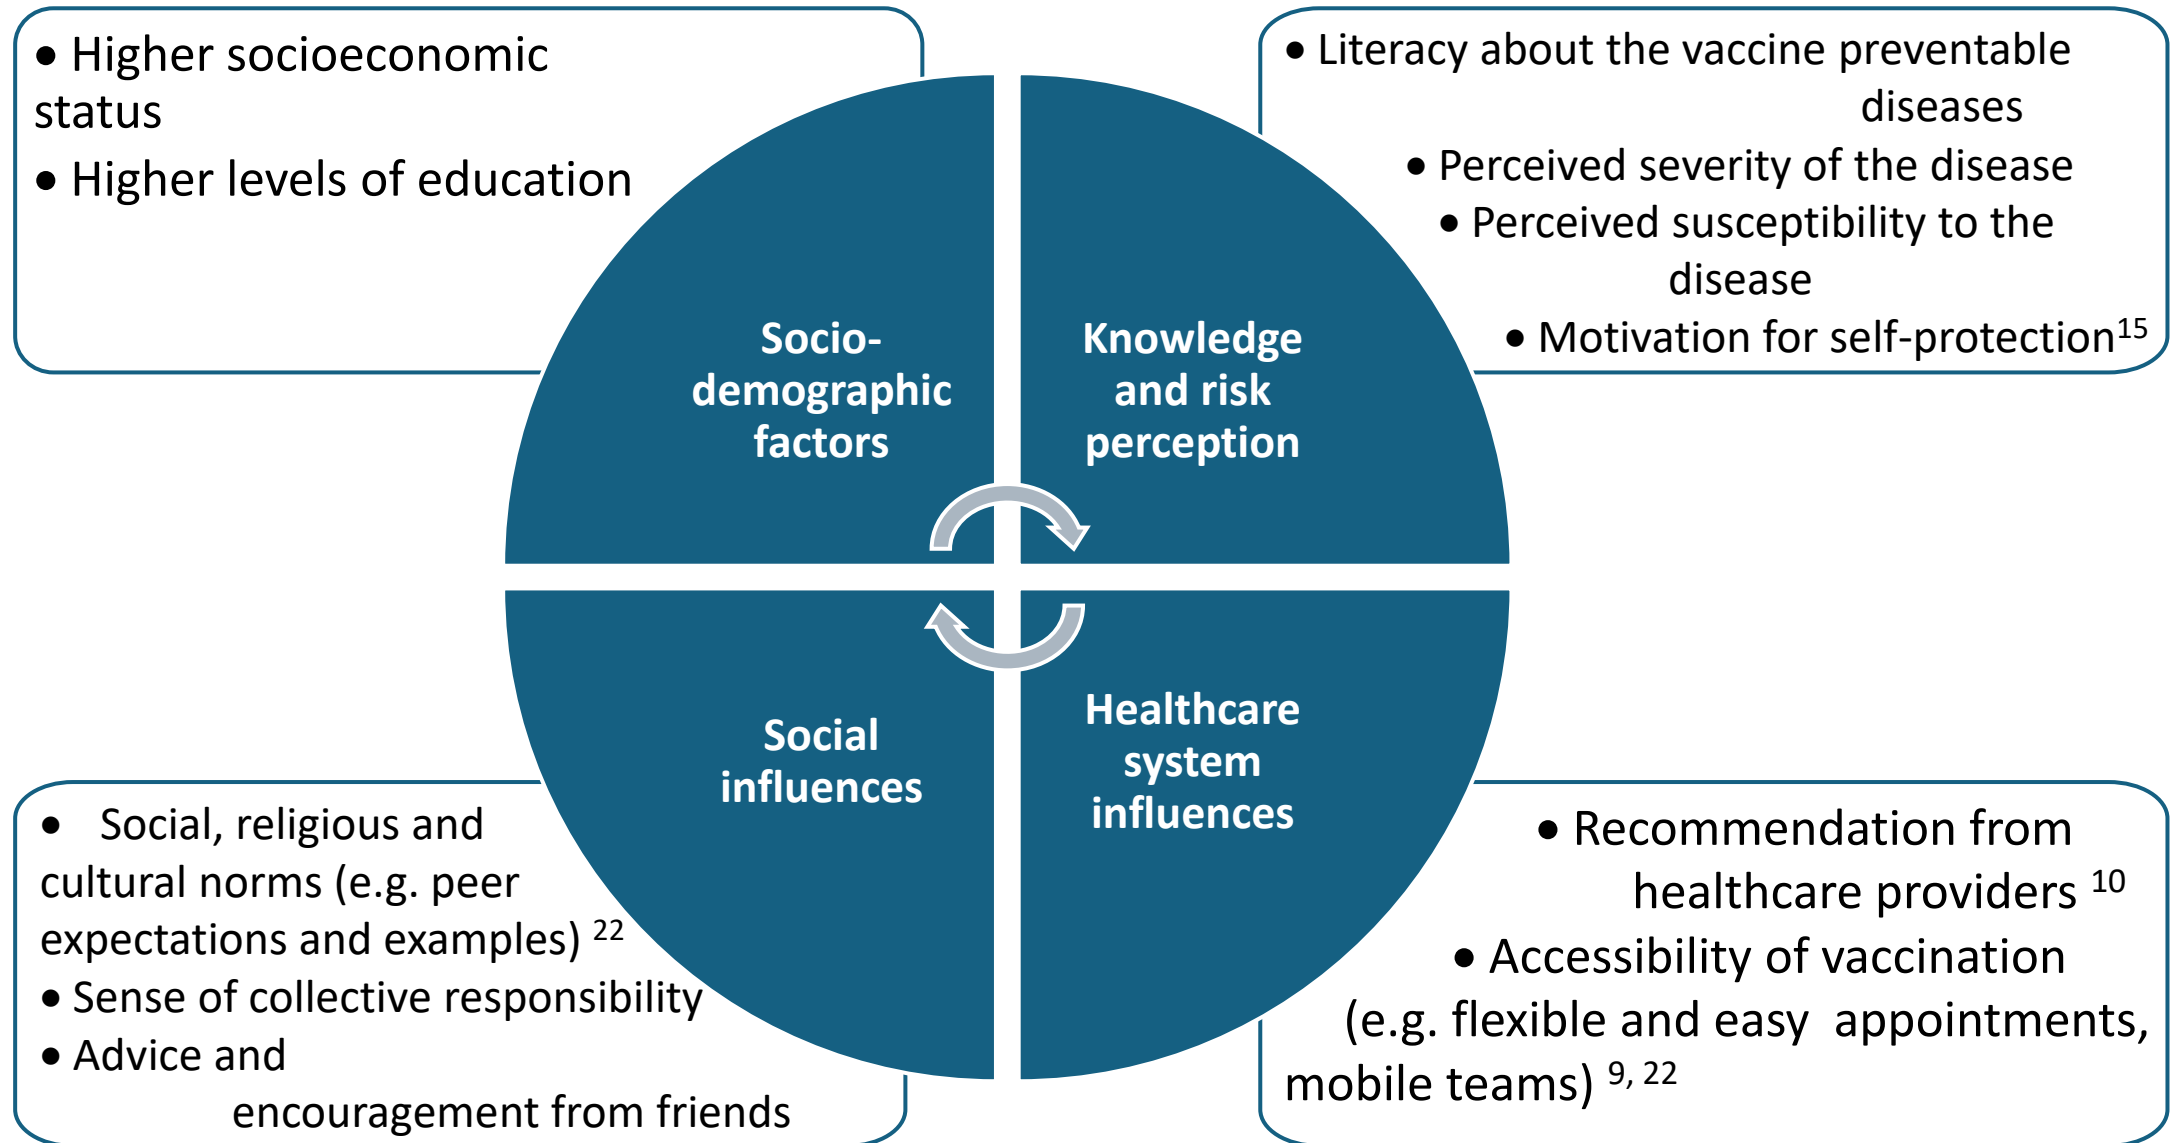 • Higher socioeconomic
status
• Higher levels of education
• Literacy about the vaccine preventable
diseases
• Perceived severity of the disease
• Perceived susceptibility to the
disease
• Motivation for self-protection¹⁵
Socio-
demographic
factors
Knowledge
and risk
perception
Social
influences
Healthcare
system
influences
• Social, religious and
cultural norms (e.g. peer
expectations and examples) ²²
• Sense of collective responsibility
• Advice and
encouragement from friends
• Recommendation from
healthcare providers ¹⁰
• Accessibility of vaccination
(e.g. flexible and easy appointments,
mobile teams) ⁹, ²²